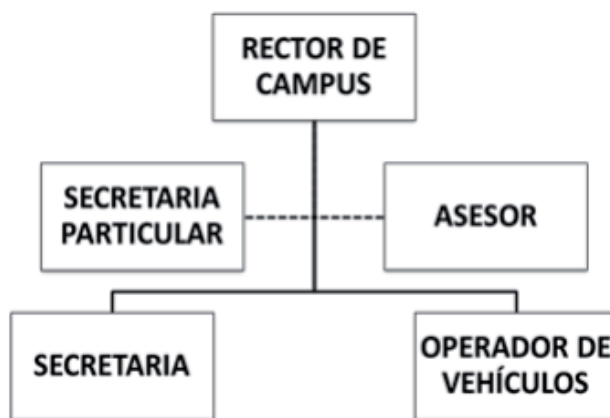 RECTOR DE
CAMPUS
SECRETARIA
PARTICULAR
ASESOR
SECRETARIA
OPERADOR DE
VEHÍCULOS